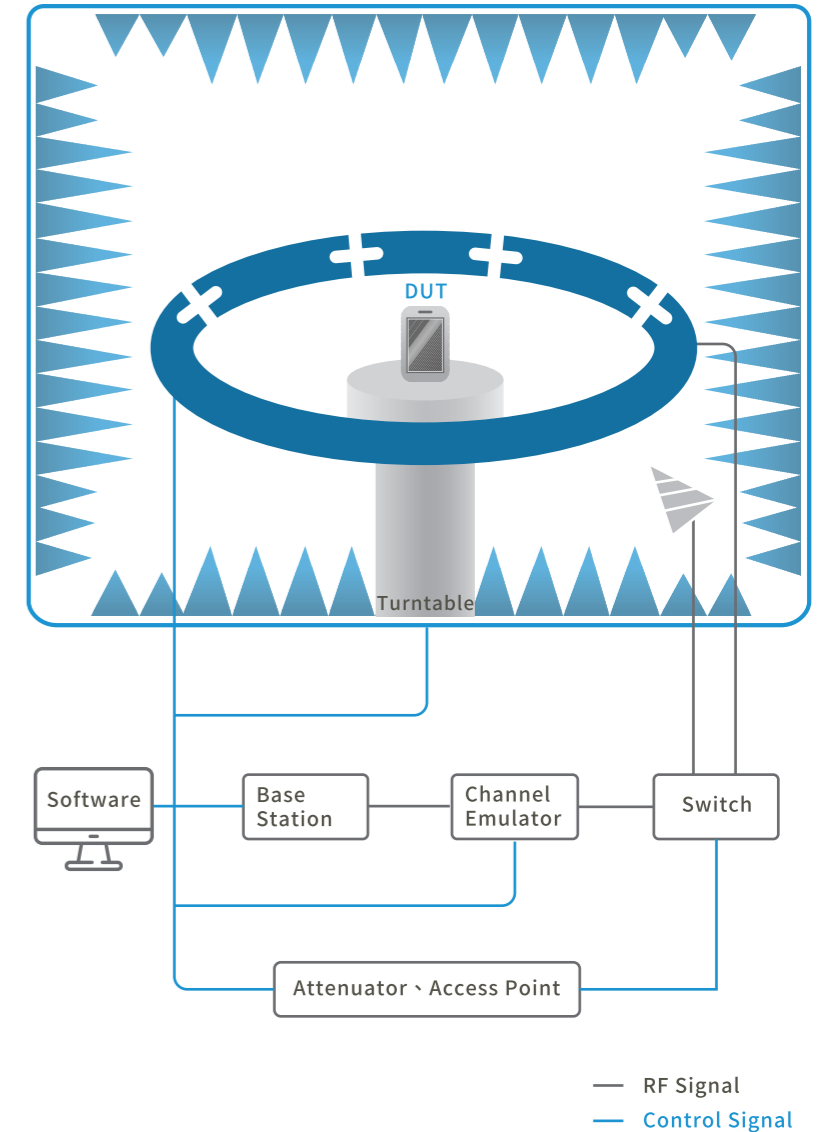 DUT
Turntable
Software
Base
Station
Channel
Emulator
Switch
Attenuator、Access Point
RF Signal
Control Signal